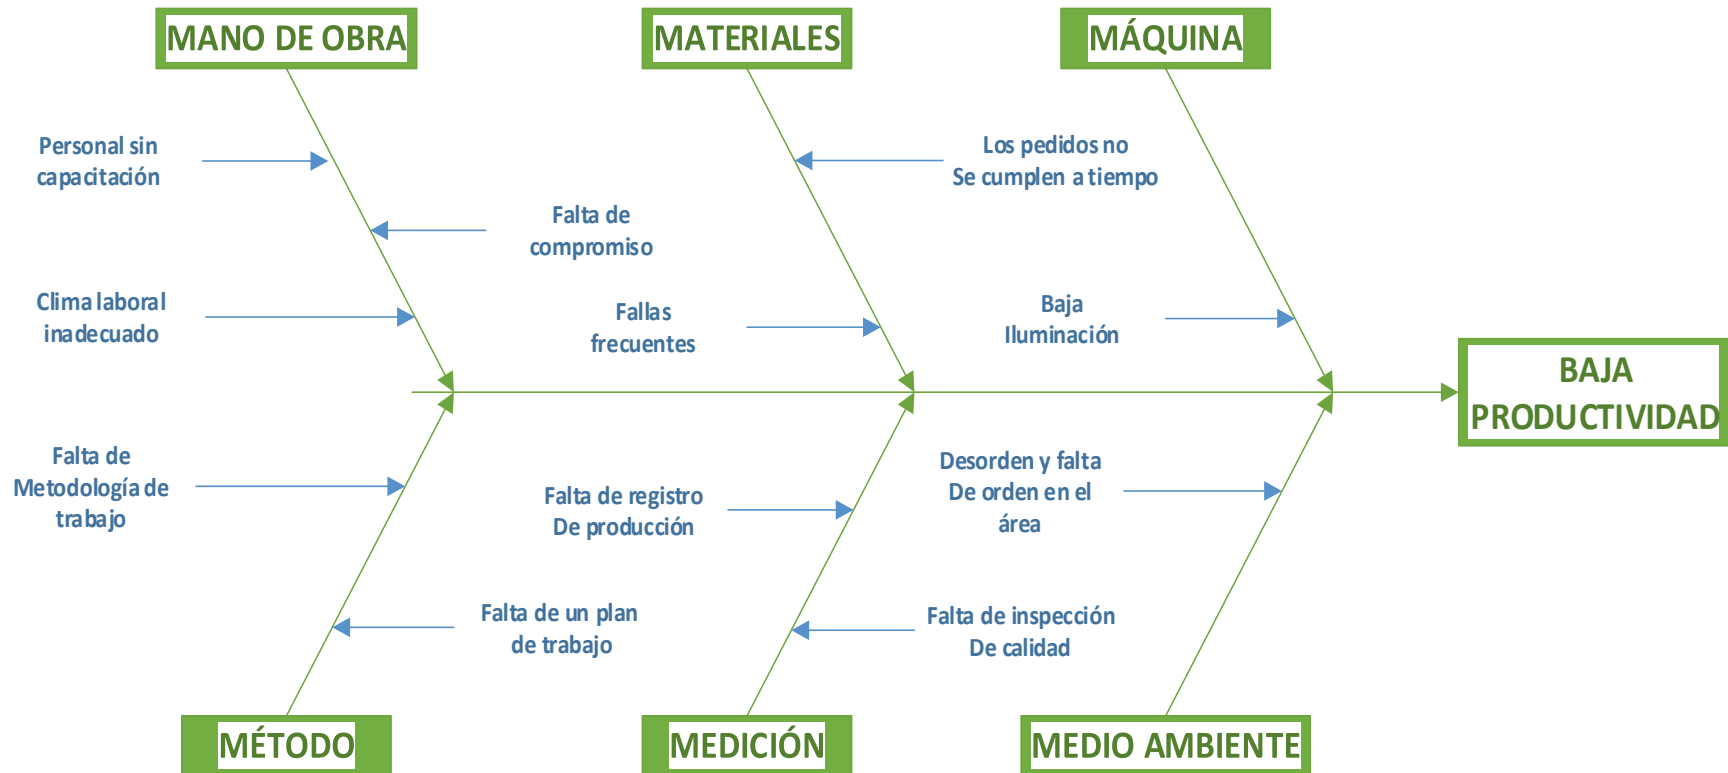 MANO DE OBRA
MATERIALES
MÁQUINA
Personal sin
capacitación
Los pedidos no
Se cumplen a tiempo
Falta de
compromiso
Clima laboral
inadecuado
Fallas
frecuentes
Baja
Iluminación
BAJA
PRODUCTIVIDAD
Falta de
Metodología de
trabajo
Falta de registro
De producción
Desorden y falta
De orden en el
área
Falta de un plan
de trabajo
Falta de inspección
De calidad
MÉTODO
MEDICIÓN
MEDIO AMBIENTE